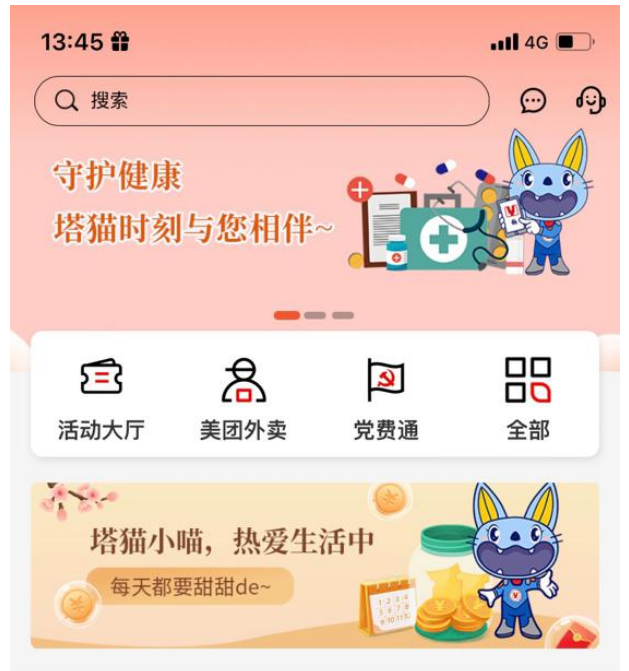 13:45
4G
搜索
守护健康
塔猫时刻与您相伴~
活动大厅
美团外卖
党费通
全部
塔猫小喵，热爱生活中
每天都要甜甜de~